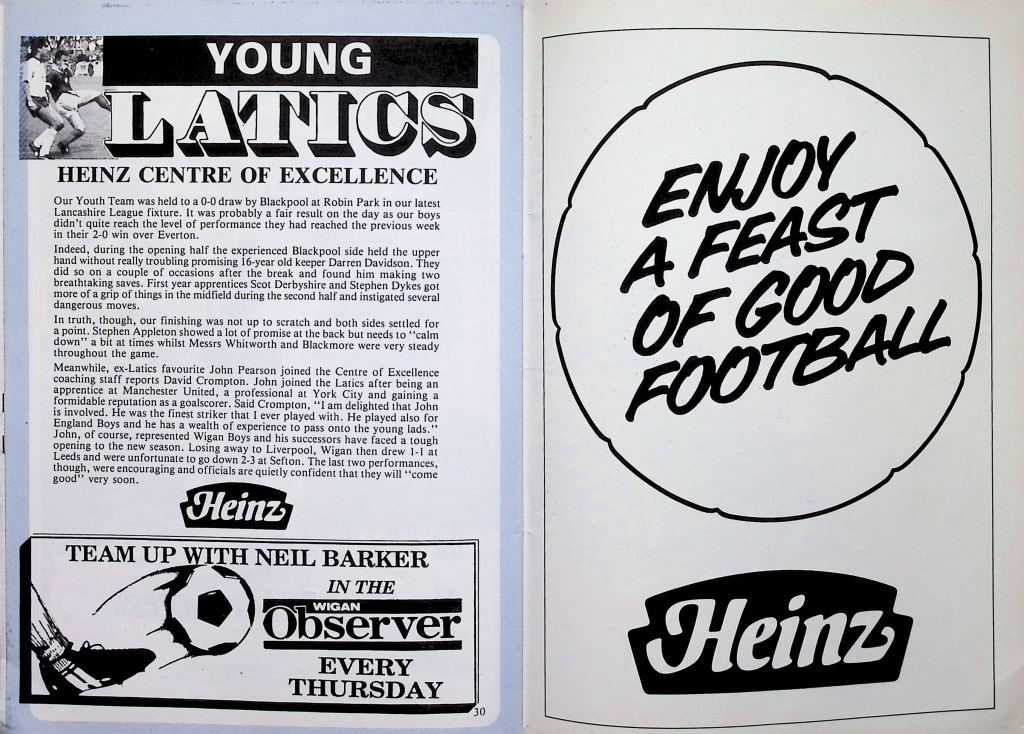 YOUNG
LATICS
HEINZ CENTRE OF EXCELLENCE
Our Youth Team was held to a 0-0 draw by Blackpool at Robin Park in our latest
Lancashire League fixture. It was probably a fair result on the day as our boys
didn't quite reach the level of performance they had reached the previous week
in their 2-0 win over Everton.
Indeed, during the opening half the experienced Blackpool side held the upper
hand without really troubling promising 16-year old keeper Darren Davidson. They
did so on a couple of occasions after the break and found him making two
breathtaking saves. First year apprentices Scot Derbyshire and Stephen Dykes got
more of a grip of things in the midfield during the second half and instigated several
dangerous moves.
In truth, though, our finishing was not up to scratch and both sides settled for
a point. Stephen Appleton showed a lot of promise at the back but needs to "calm
down" a bit at times whilst Messrs Whitworth and Blackmore were very steady
throughout the game.
Meanwhile, ex-Latics favourite John Pearson joined the Centre of Excellence
coaching staff reports David Crompton. John joined the Latics after being an
apprentice at Manchester United, a professional at York City and gaining a
formidable reputation as a goalscorer. Said Crompton, "I am delighted that John
is involved. He was the finest striker that I ever played with. He played also for
England Boys and he has a wealth of experience to pass onto the young lads."
John, of course, represented Wigan Boys and his successors have faced a tough
opening to the new season. Losing away to Liverpool, Wigan then drew 1-1 at
Leeds and were unfortunate to go down 2-3 at Sefton. The last two performances,
though, were encouraging and officials are quietly confident that they will "come
good" very soon.
Heinz
TEAM UP WITH NEIL BARKER
IN THE
WIGAN
Observer
EVERY
THURSDAY
30
ENJOY
A FEAST
OF GOOD
FOOTBALL
Heinz